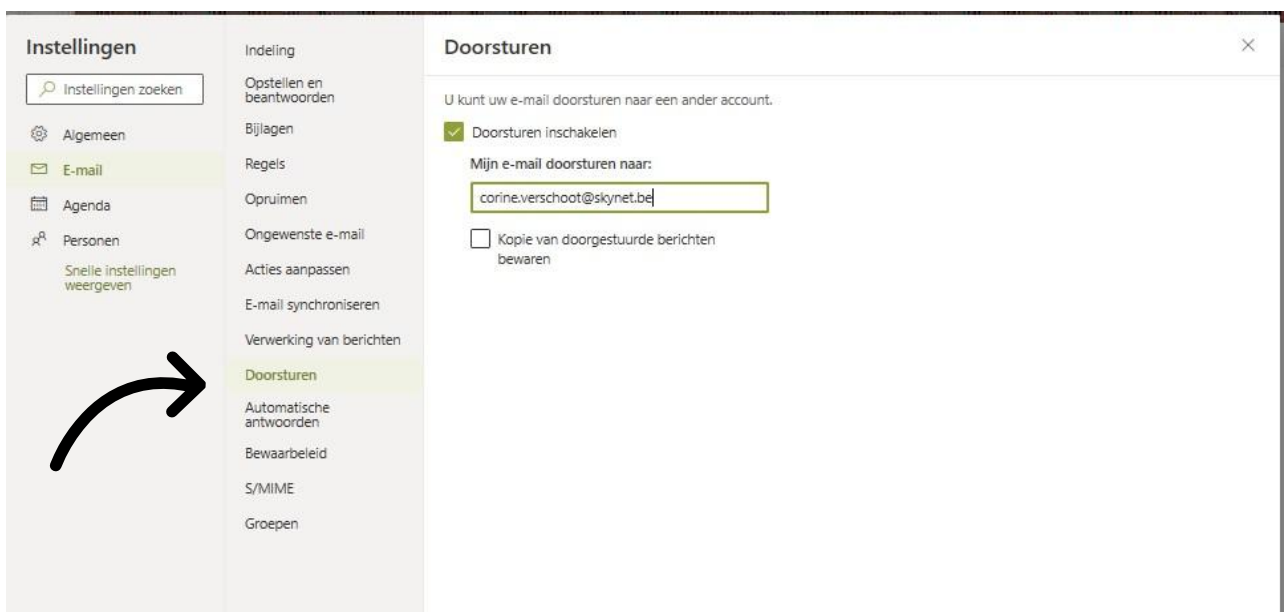 Instellingen
Instellingen zoeken
Algemeen
E-mail
Agenda
Personen
Snelle instellingen
weergeven
Indeling
Opstellen en
beantwoorden
Bijlagen
Regels
Opruimen
Ongewenste e-mail
Acties aanpassen
E-mail synchroniseren
Verwerking van berichten
Doorsturen
Automatische
antwoorden
Bewaarbeleid
S/MIME
Groepen
Doorsturen
U kunt uw e-mail doorsturen naar een ander account.
Doorsturen inschakelen
Mijn e-mail doorsturen naar:
corine.verschoot@skynet.be
Kopie van doorgestuurde berichten
bewaren